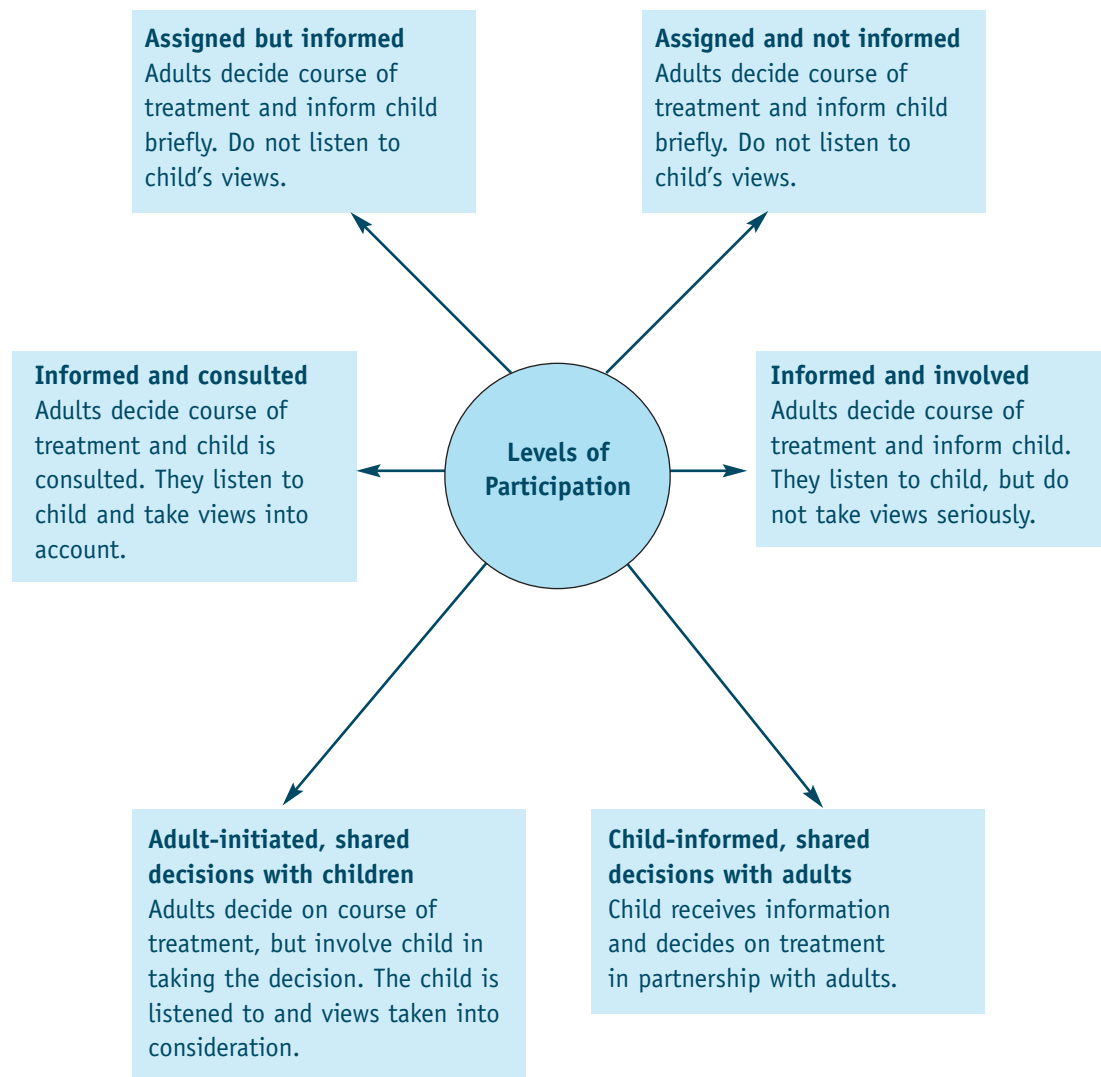 Assigned but informed
Adults decide course of
treatment and inform child
briefly. Do not listen to
child's views.
Assigned and not informed
Adults decide course of
treatment and inform child
briefly. Do not listen to
child's views.
Informed and consulted
Adults decide course of
treatment and child is
consulted. They listen to
child and take views into
account.
Levels of
Participation
Informed and involved
Adults decide course of
treatment and inform child.
They listen to child, but do
not take views seriously.
Adult-initiated, shared
decisions with children
Adults decide on course of
treatment, but involve child in
taking the decision. The child is
listened to and views taken into
consideration.
Child-informed, shared
decisions with adults
Child receives information
and decides on treatment
in partnership with adults.